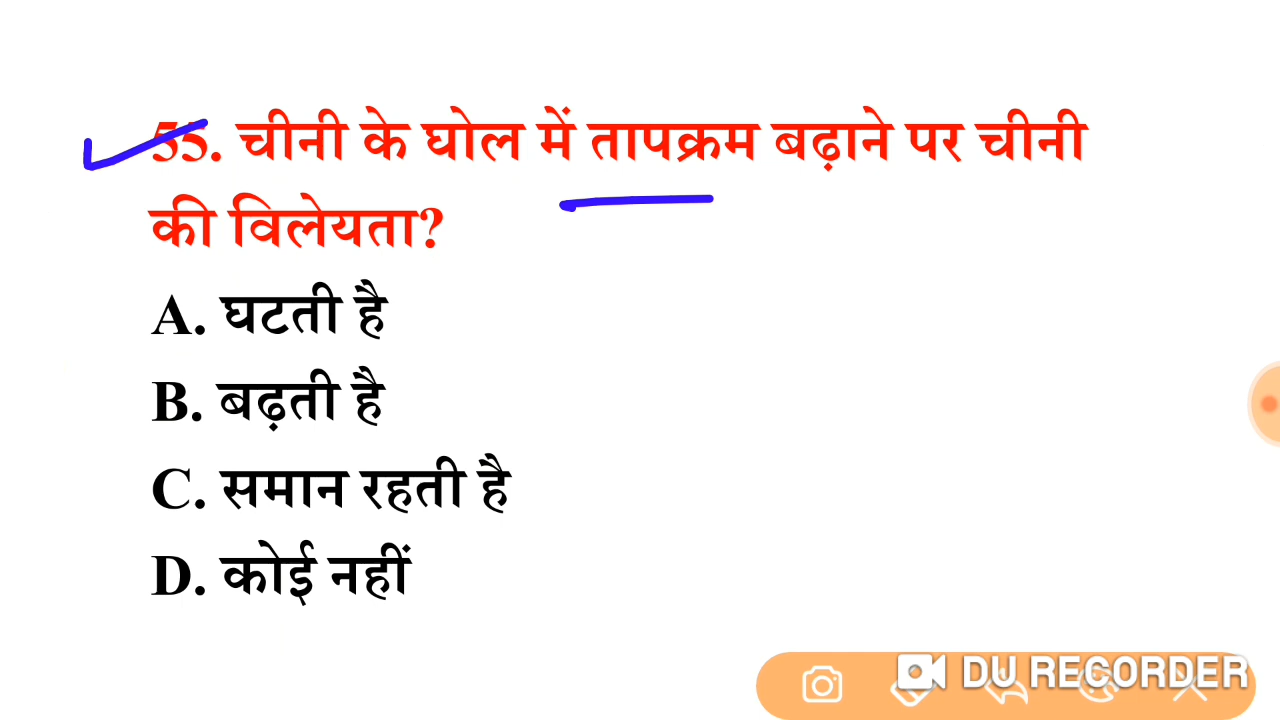 55. चीनी के घोल में तापक्रम बढ़ाने पर चीनी
की विलेयता?
A. घटती है
B. बढ़ती है
C. समान रहती है
D. कोई नहीं
DU RECORDER